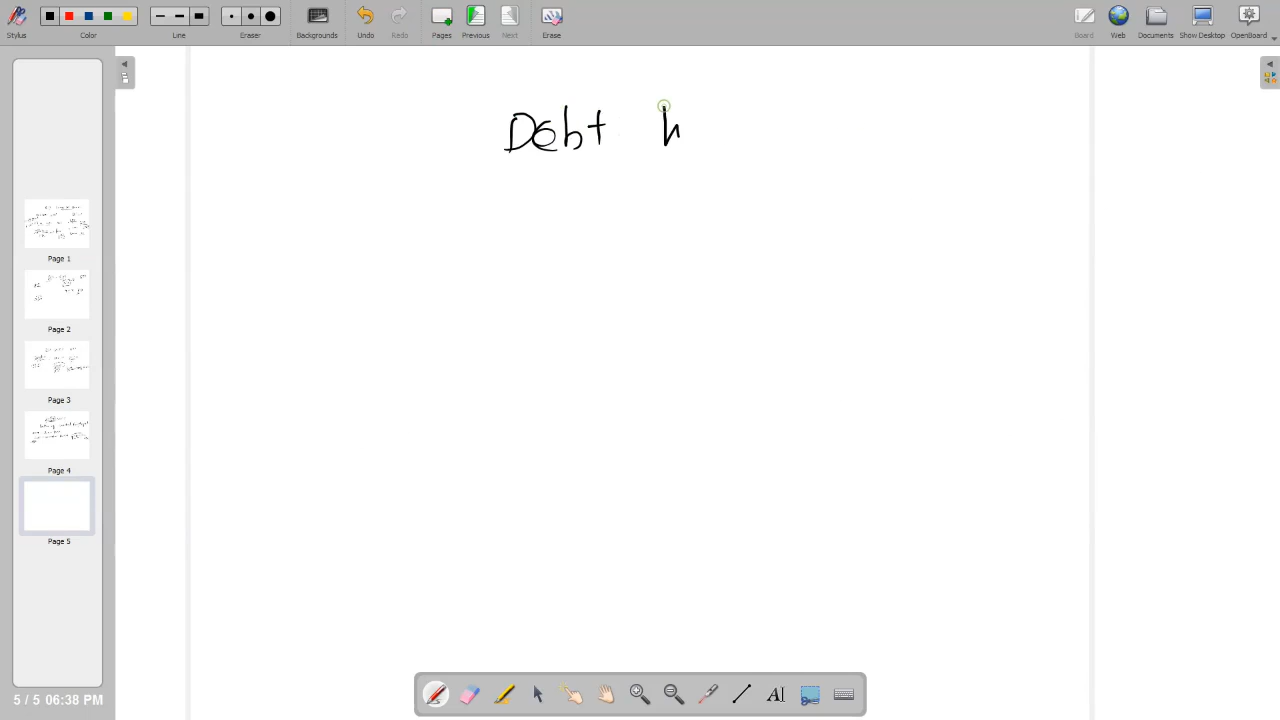 Stylus Color Line Eraser Backgrounds Undo Redo Pages Previous Next Erase Board Web Documents Show Desktop OpenBoard
Debt h
Page 1
Page 2
Page 3
Page 4
Page 5
5 / 5 06:38 PM